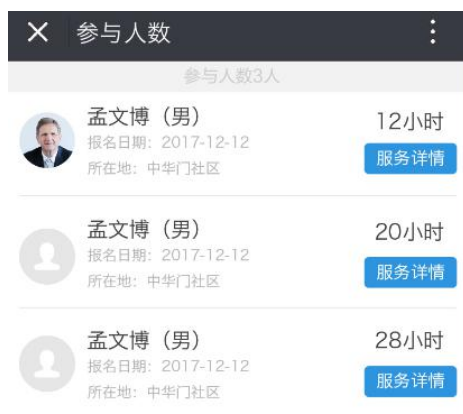 参与人数
参与人数3人
孟文博（男）
12小时
报名日期：2017-12-12
服务详情
所在地：中华门社区
孟文博（男）
20小时
报名日期：2017-12-12
服务详情
所在地：中华门社区
孟文博（男）
28小时
报名日期：2017-12-12
服务详情
所在地：中华门社区